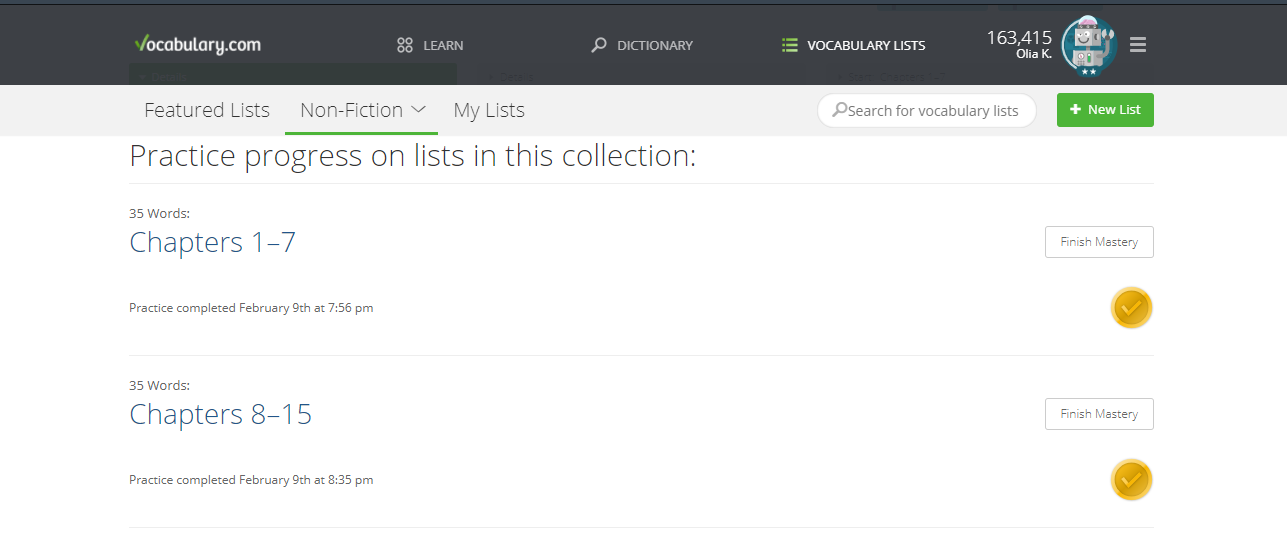 Vocabulary.com
LEARN
DICTIONARY
VOCABULARY LISTS
163,415
Olia K.
Featured Lists
Non-Fiction
My Lists
Search for vocabulary lists
+ New List
Practice progress on lists in this collection:
35 Words:
Chapters 1–7
Finish Mastery
Practice completed February 9th at 7:56 pm
35 Words:
Chapters 8–15
Finish Mastery
Practice completed February 9th at 8:35 pm